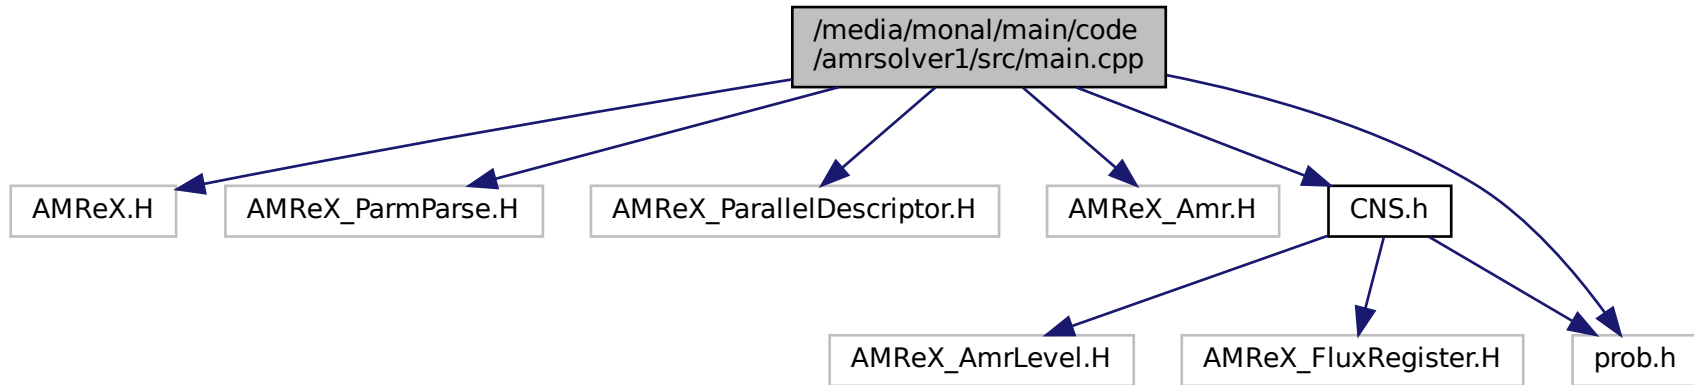 /media/monal/main/code
/amrsolver1/src/main.cpp
AMReX.H
AMReX_ParmParse.H
AMReX_ParallelDescriptor.H
AMReX_Amr.H
CNS.h
AMReX_AmrLevel.H
AMReX_FluxRegister.H
prob.h